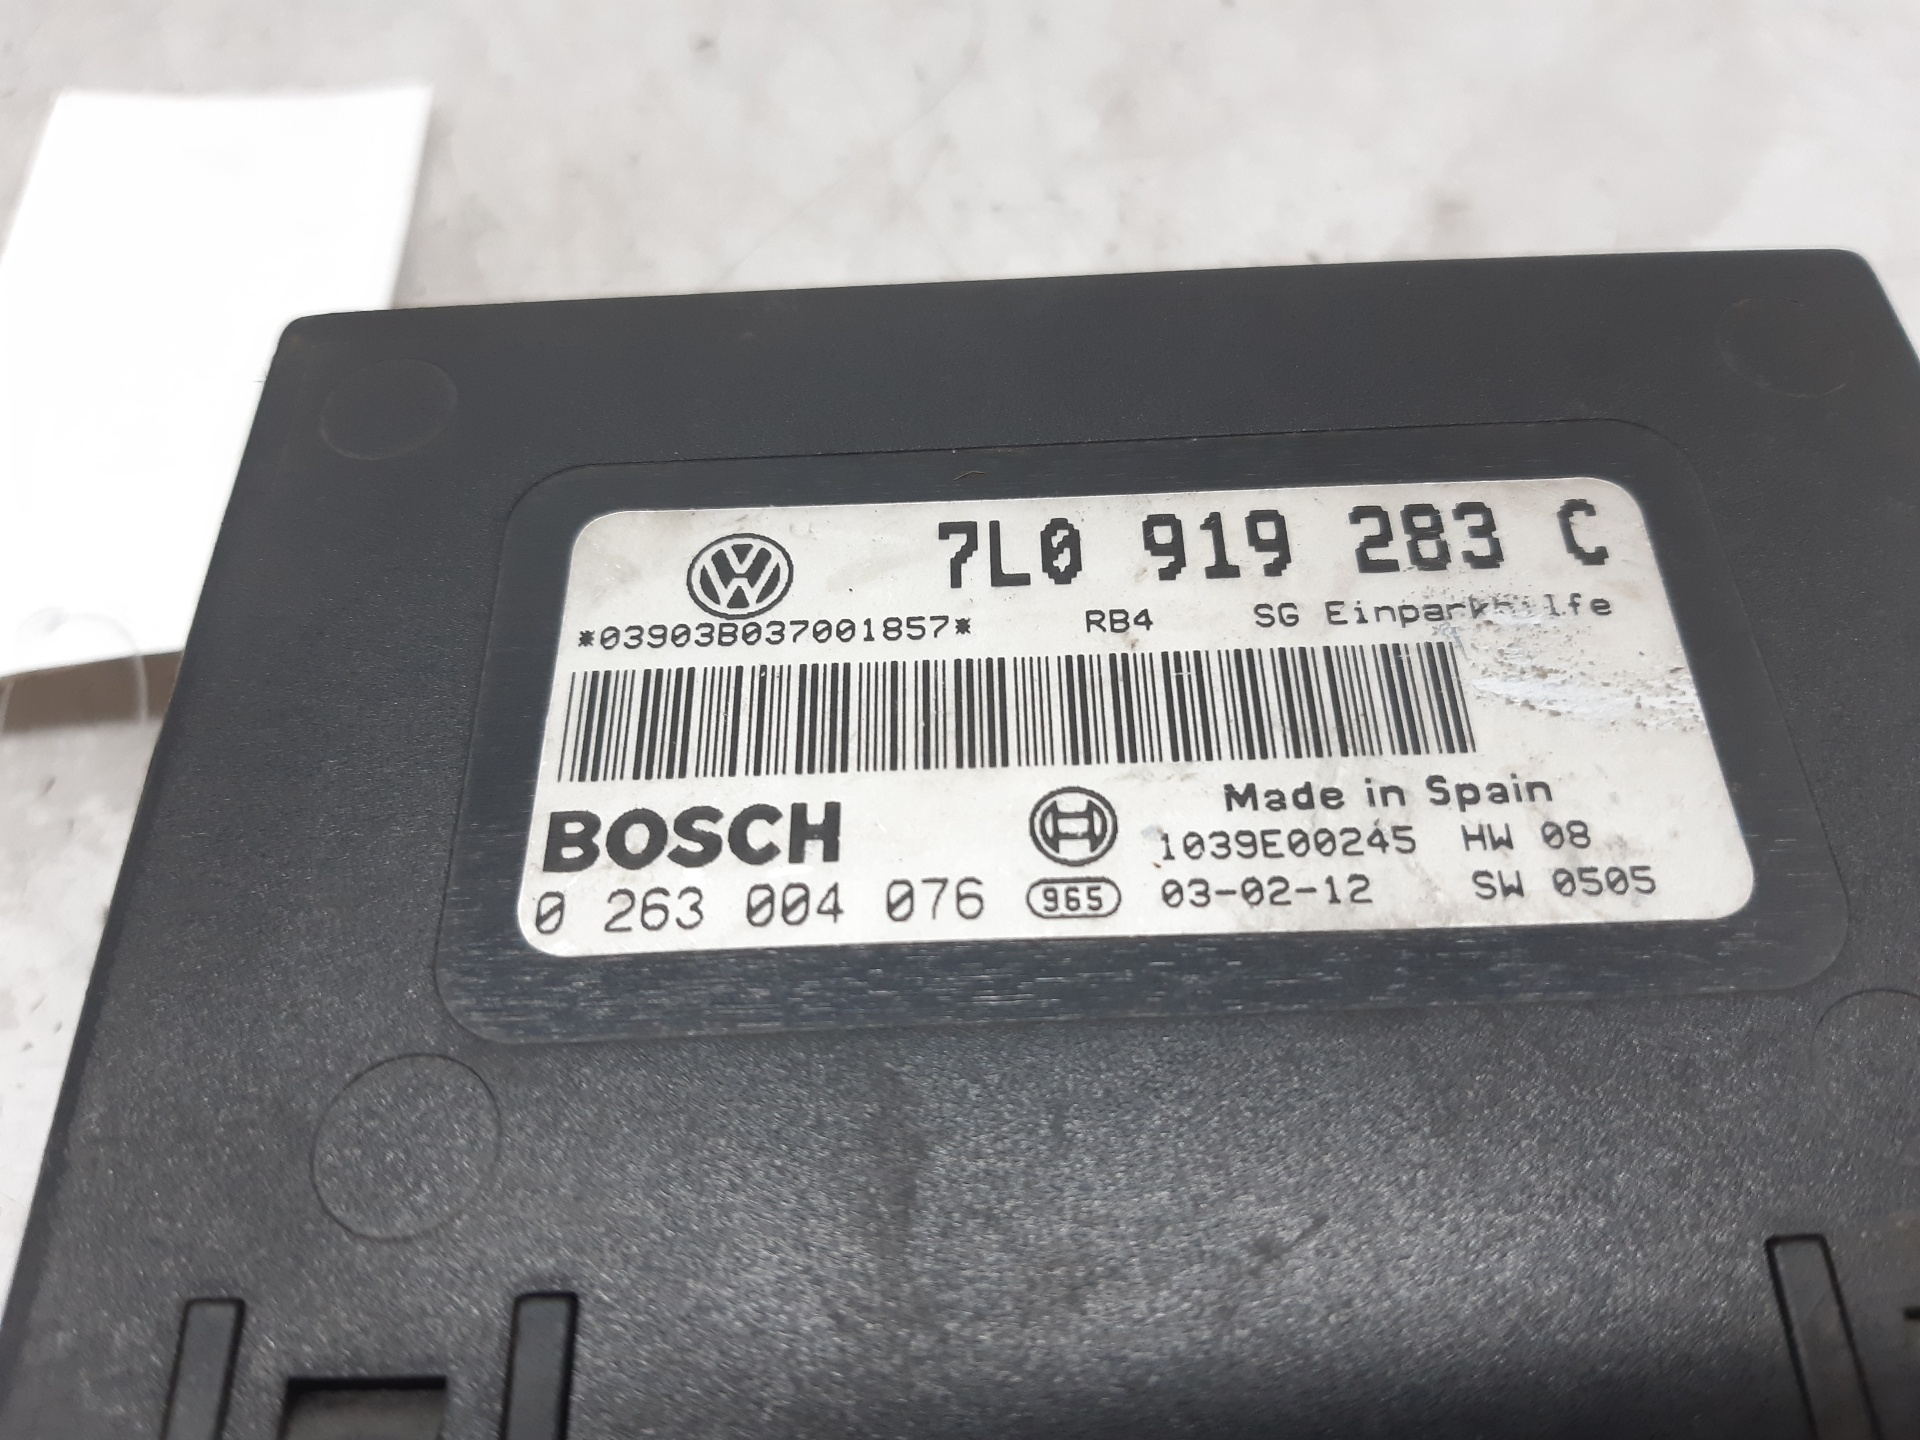 7L0 919 283 C
*03903B037001857* RB4 SG Einparkhilfe
BOSCH
Made in Spain
1039E00245 HW 08
0 263 004 076 965 03-02-12 SW 0505